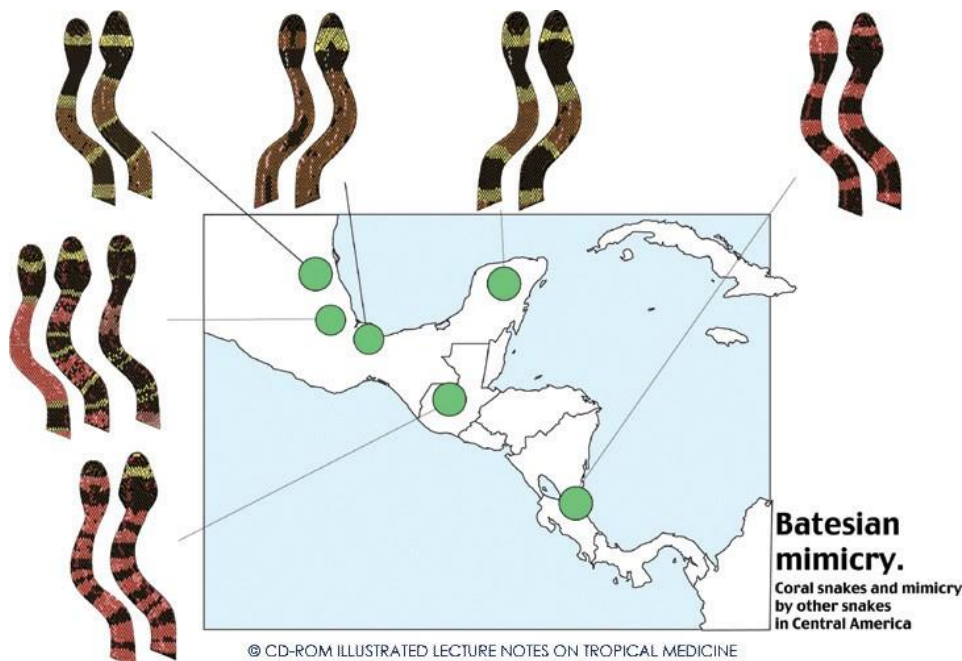 Batesian
mimicry.
Coral snakes and mimicry
by other snakes
in Central America
© CD-ROM ILLUSTRATED LECTURE NOTES ON TROPICAL MEDICINE